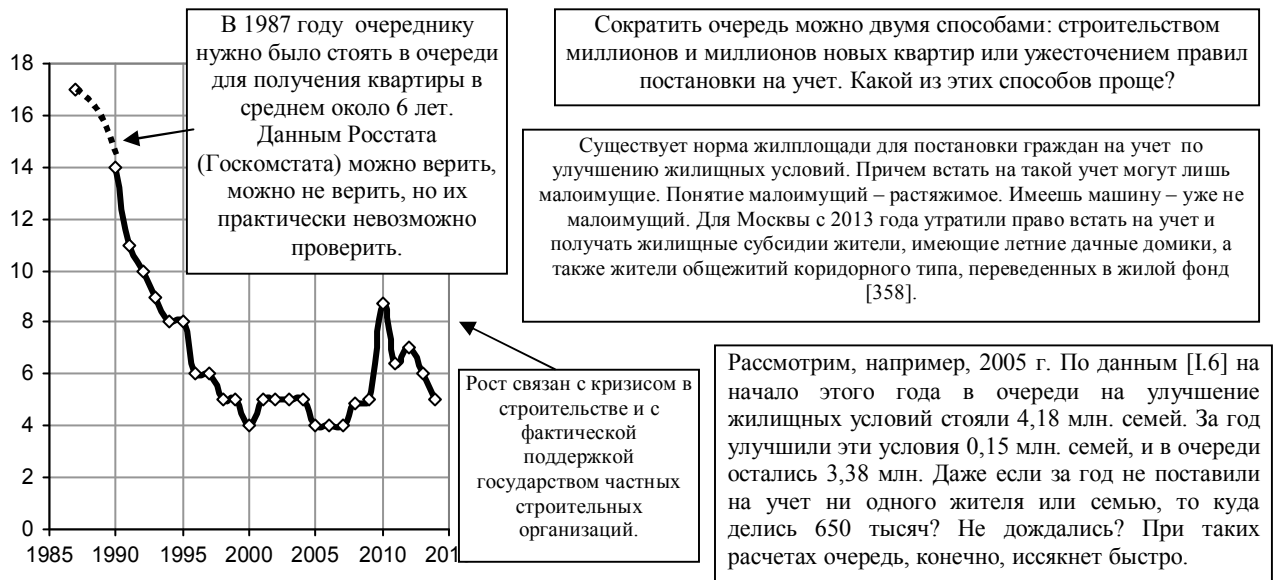 В 1987 году очереднику
нужно было стоять в очереди
для получения квартиры в
среднем около 6 лет.
Данным Росстата
(Госкомстата) можно верить,
можно не верить, но их
практически невозможно
проверить.
Сократить очередь можно двумя способами: строительством
миллионов и миллионов новых квартир или ужесточением правил
постановки на учет. Какой из этих способов проще?
Существует норма жилплощади для постановки граждан на учет по
улучшению жилищных условий. Причем встать на такой учет могут лишь
малоимущие. Понятие малоимущий – растяжимое. Имеешь машину – уже не
малоимущий. Для Москвы с 2013 года утратили право встать на учет и
получать жилищные субсидии жители, имеющие летние дачные домики, а
также жители общежитий коридорного типа, переведенных в жилой фонд
[358].
Рост связан с кризисом в
строительстве и с
фактической
поддержкой
государством частных
строительных
организаций.
Рассмотрим, например, 2005 г. По данным [I.6] на
начало этого года в очереди на улучшение
жилищных условий стояли 4,18 млн. семей. За год
улучшили эти условия 0,15 млн. семей, и в очереди
остались 3,38 млн. Даже если за год не поставили
на учет ни одного жителя или семью, то куда
делись 650 тысяч? Не дождались? При таких
расчетах очередь, конечно, иссякнет быстро.
18
16
14
12
10
8
6
4
2
0
1985 1990 1995 2000 2005 2010 201